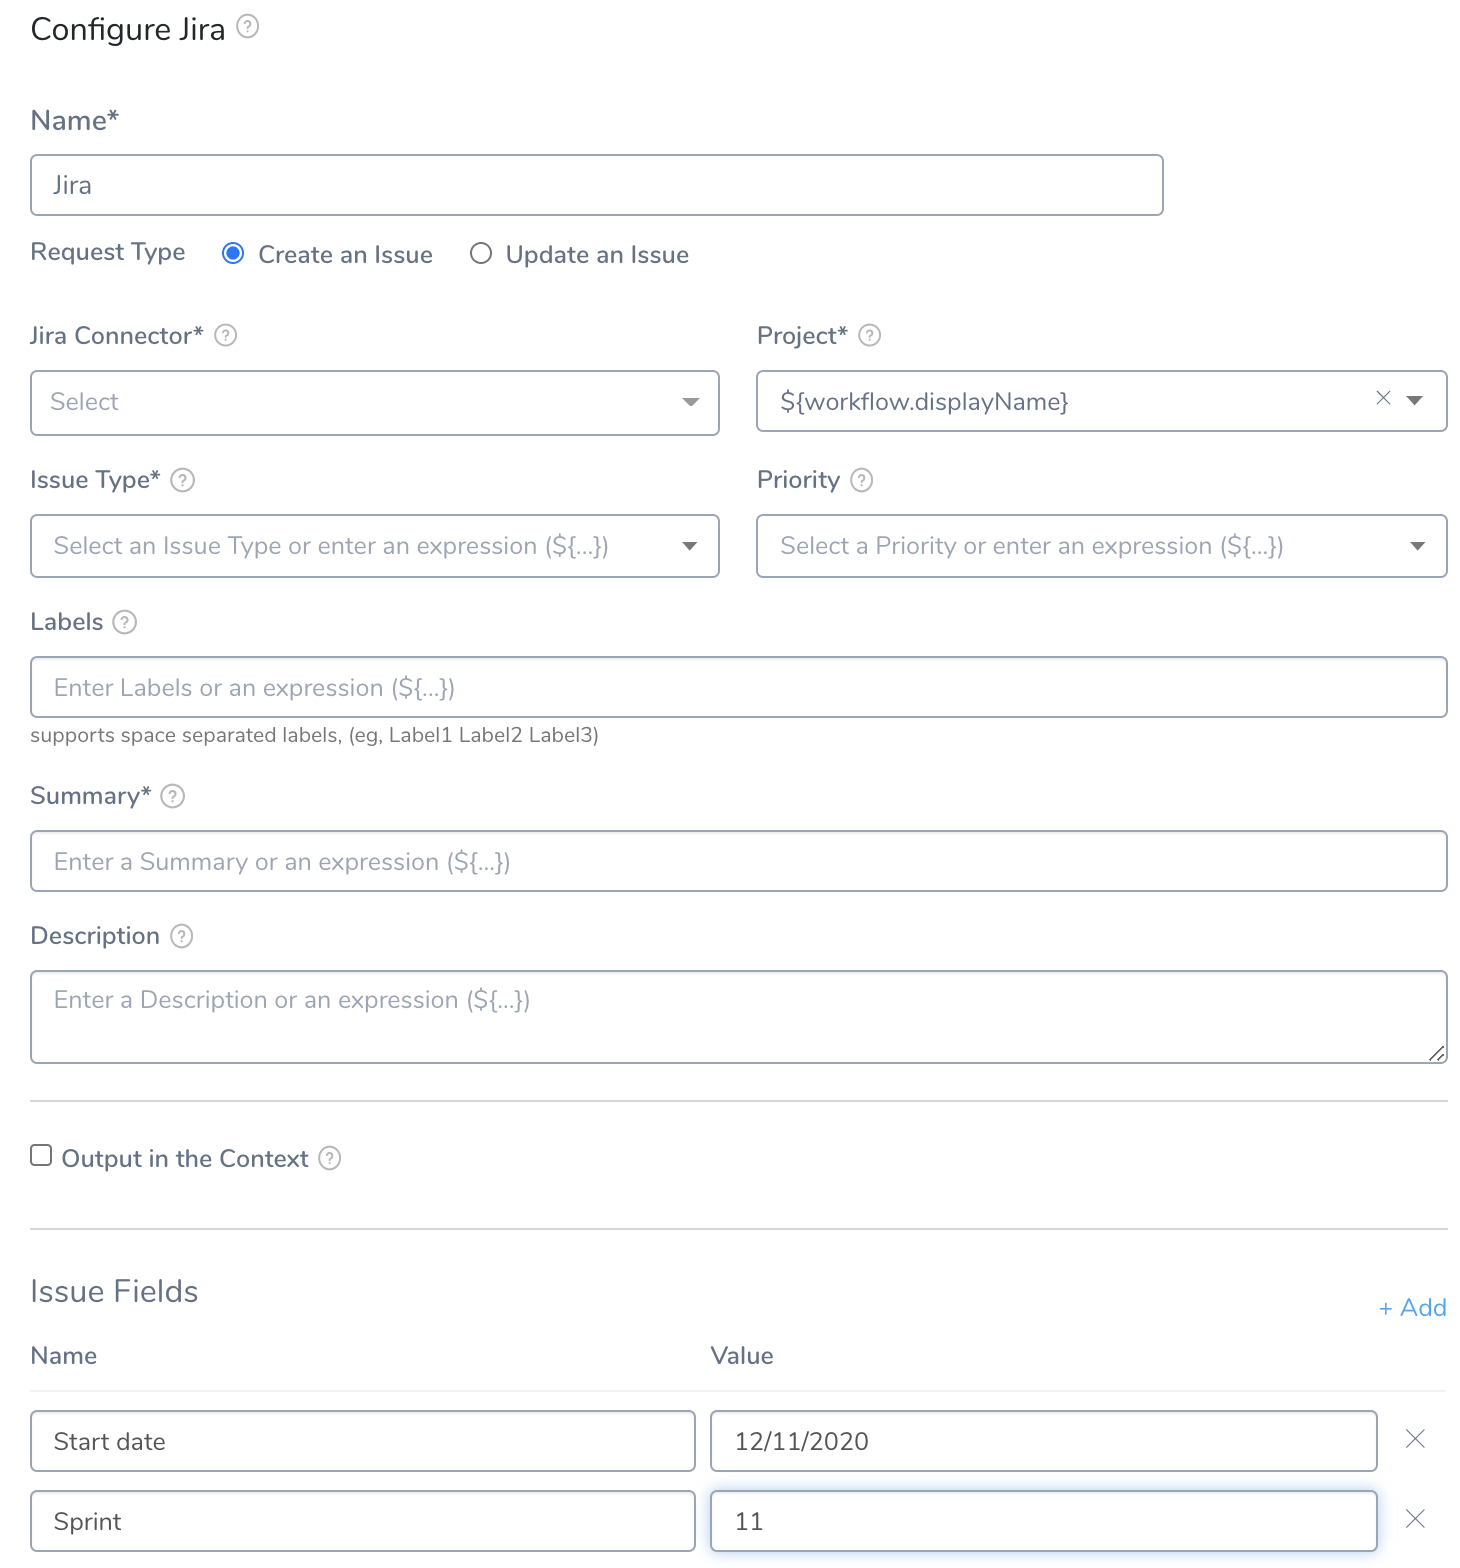 Configure Jira ?
Name*
Jira
Request Type Create an Issue Update an Issue
Jira Connector* ? Project* ?
Select ${workflow.displayName}
Issue Type* ? Priority ?
Select an Issue Type or enter an expression (${...}) Select a Priority or enter an expression (${...})
Labels ?
Enter Labels or an expression (${...})
supports space separated labels, (eg, Label1 Label2 Label3)
Summary* ?
Enter a Summary or an expression (${...})
Description ?
Enter a Description or an expression (${...})
Output in the Context ?
Issue Fields
+ Add
Name Value
Start date 12/11/2020
Sprint 11